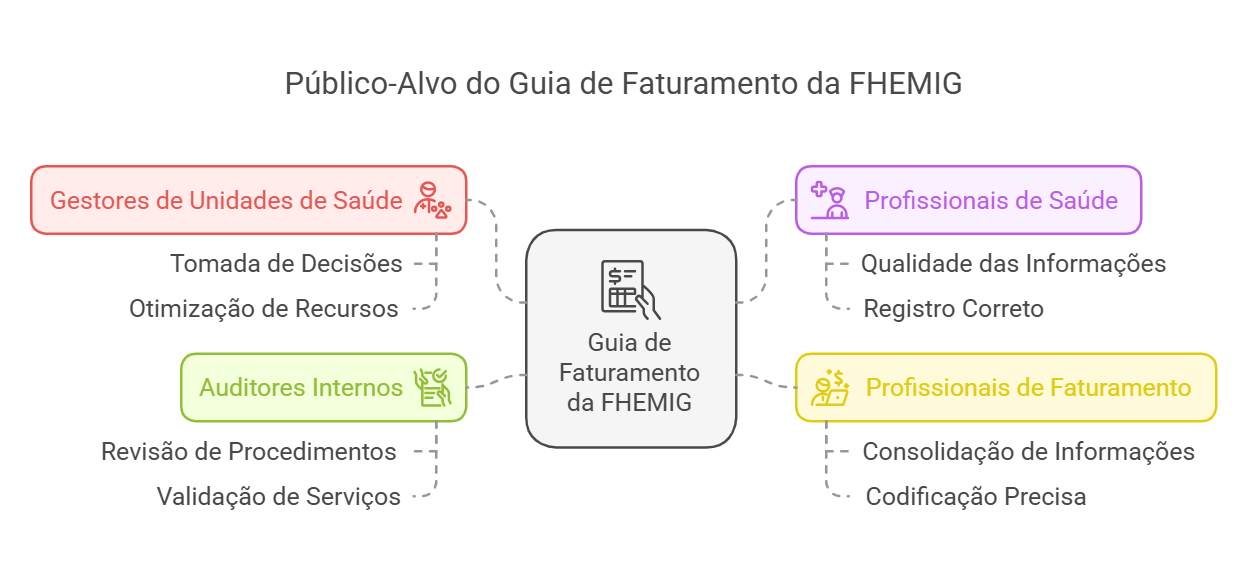 Público-Alvo do Guia de Faturamento da FHEMIG
Gestores de Unidades de Saúde
Tomada de Decisões
Otimização de Recursos
Auditores Internos
Revisão de Procedimentos
Validação de Serviços
Guia de
Faturamento
da FHEMIG
Profissionais de Saúde
Qualidade das Informações
Registro Correto
Profissionais de Faturamento
Consolidação de Informações
Codificação Precisa